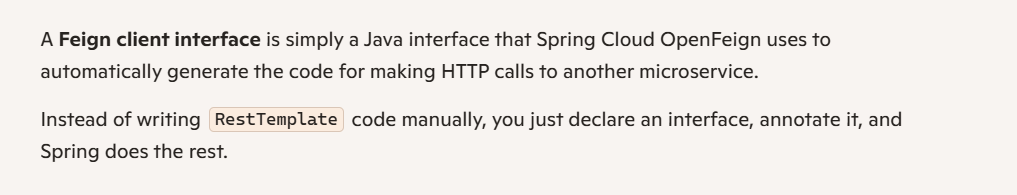 A Feign client interface is simply a Java interface that Spring Cloud OpenFeign uses to
automatically generate the code for making HTTP calls to another microservice.
Instead of writing RestTemplate code manually, you just declare an interface, annotate it, and
Spring does the rest.